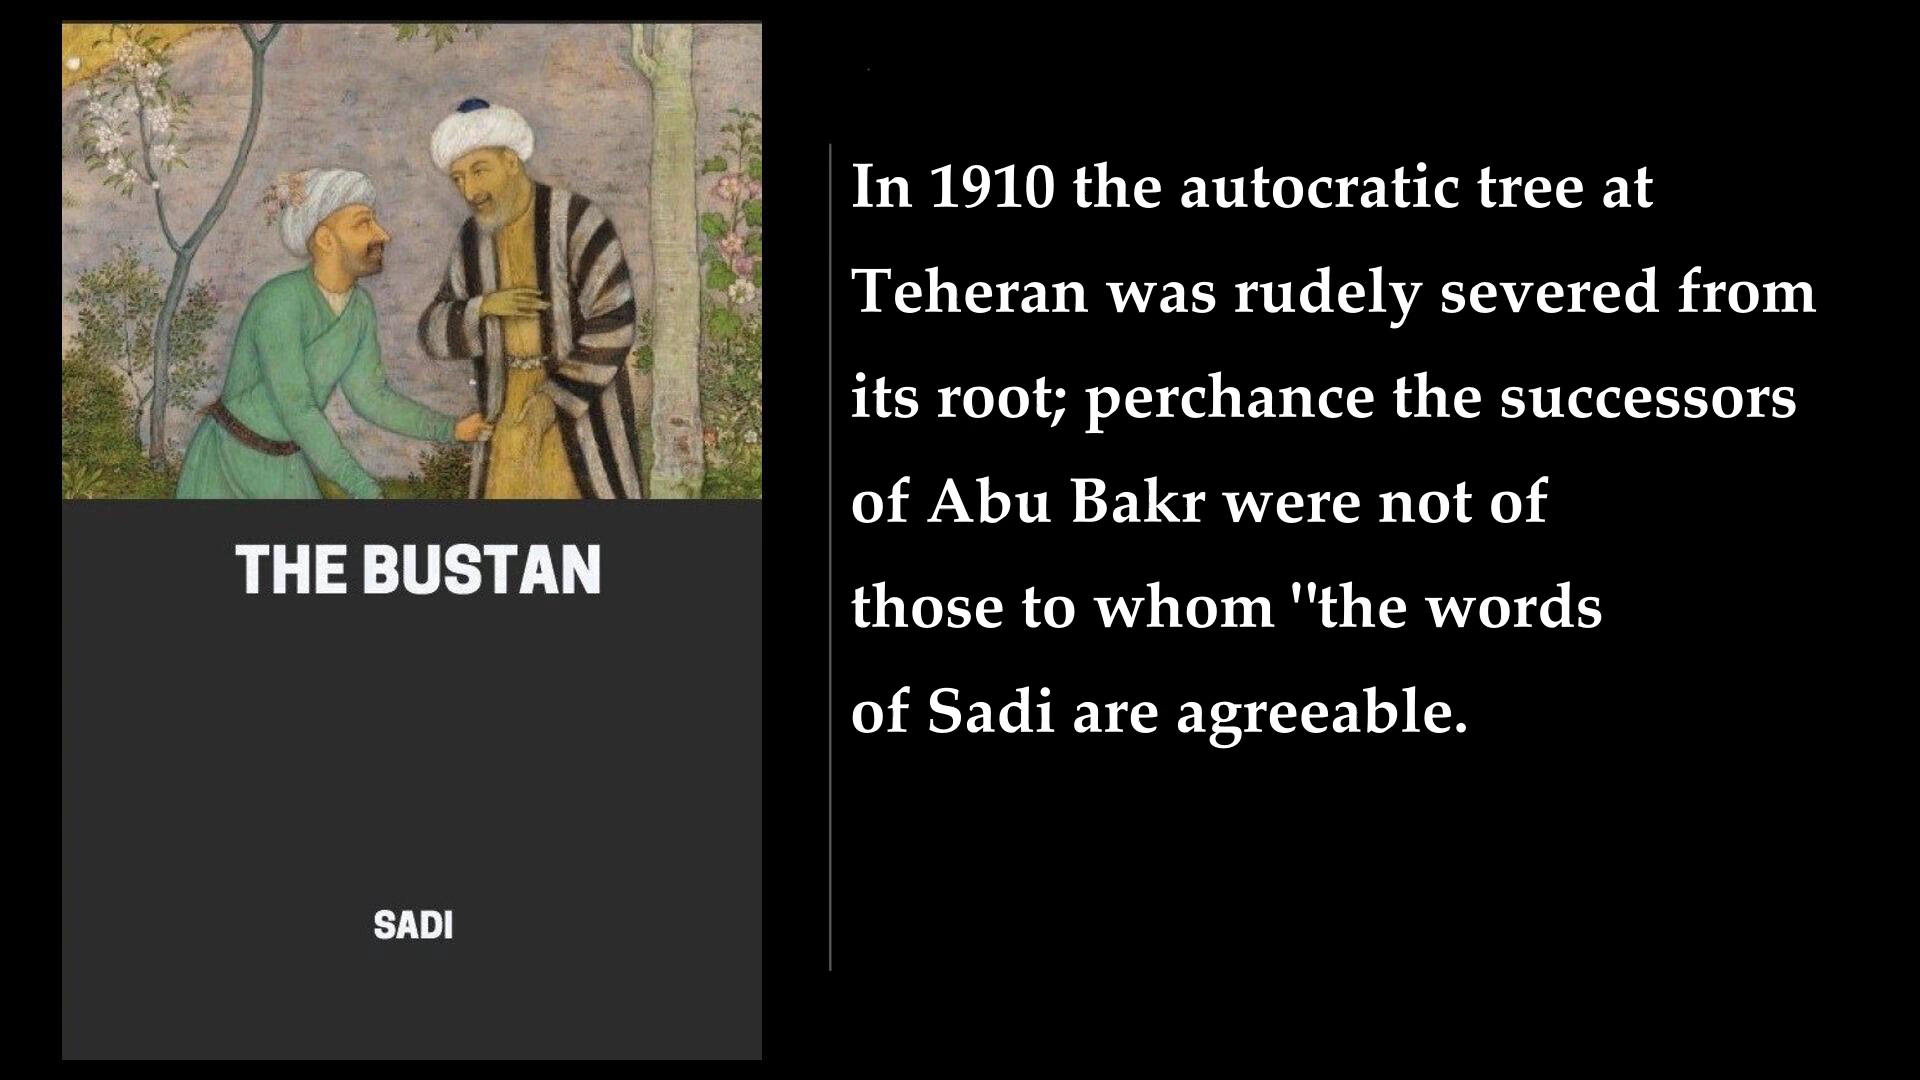 THE BUSTAN
SADI
In 1910 the autocratic tree at
Teheran was rudely severed from
its root; perchance the successors
of Abu Bakr were not of
those to whom "the words
of Sadi are agreeable.